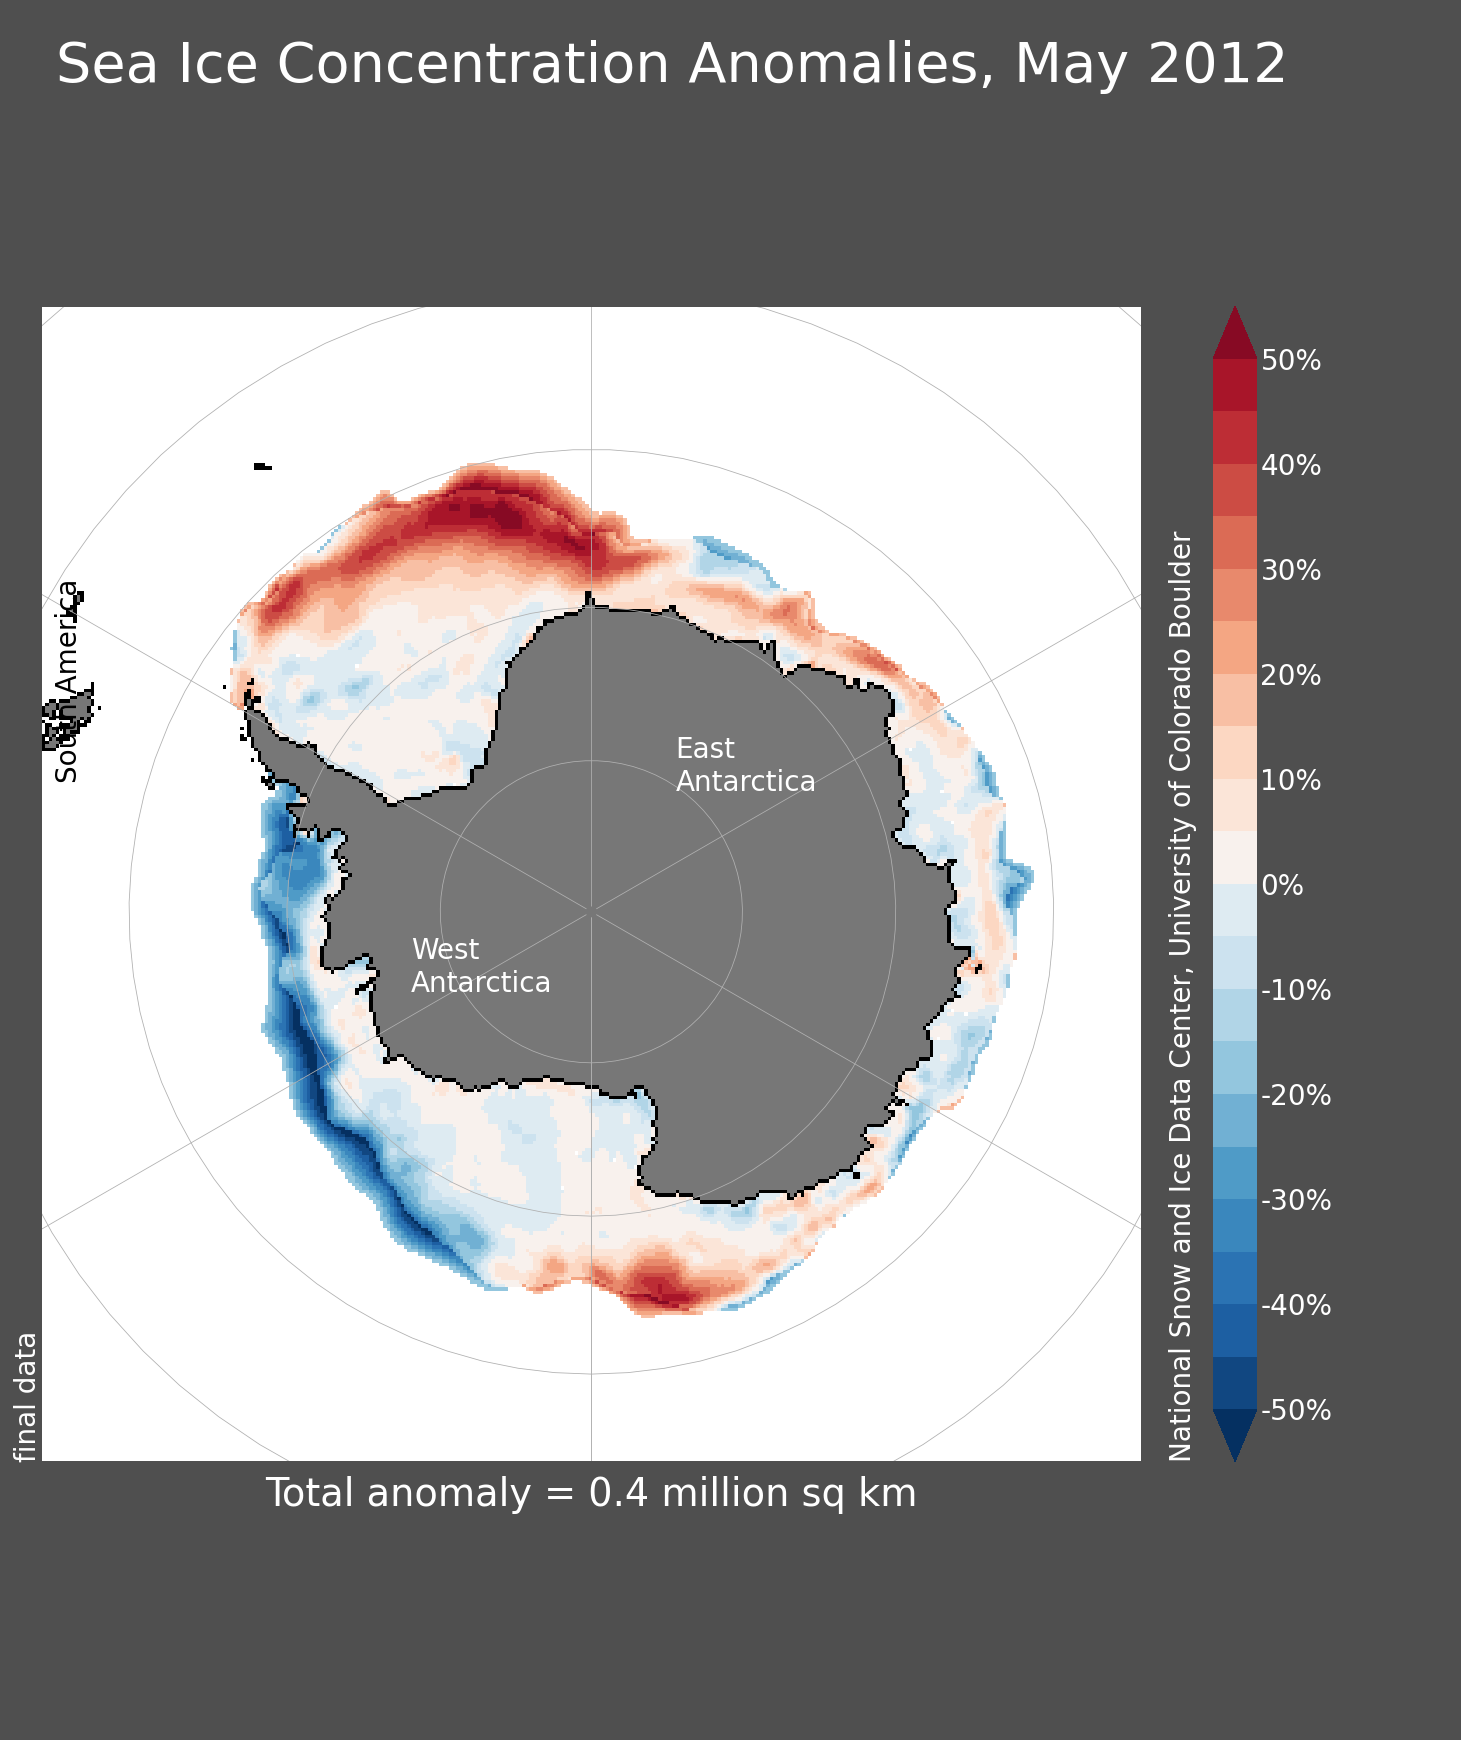 Sea Ice Concentration Anomalies, May 2012
South America
East
Antarctica
West
Antarctica
final data
National Snow and Ice Data Center, University of Colorado Boulder
50%
40%
30%
20%
10%
0%
-10%
-20%
-30%
-40%
-50%
Total anomaly = 0.4 million sq km